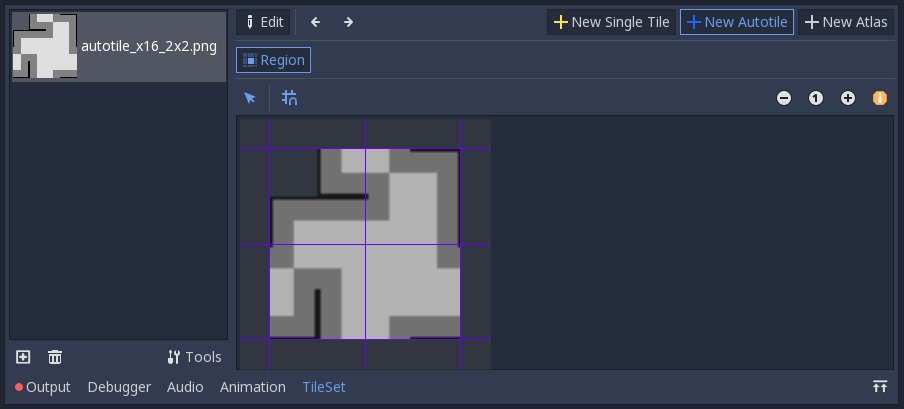 autotile_x16_2x2.png
Edit
New Single Tile
New Autotile
New Atlas
Region
1
Tools
Output
Debugger
Audio
Animation
TileSet